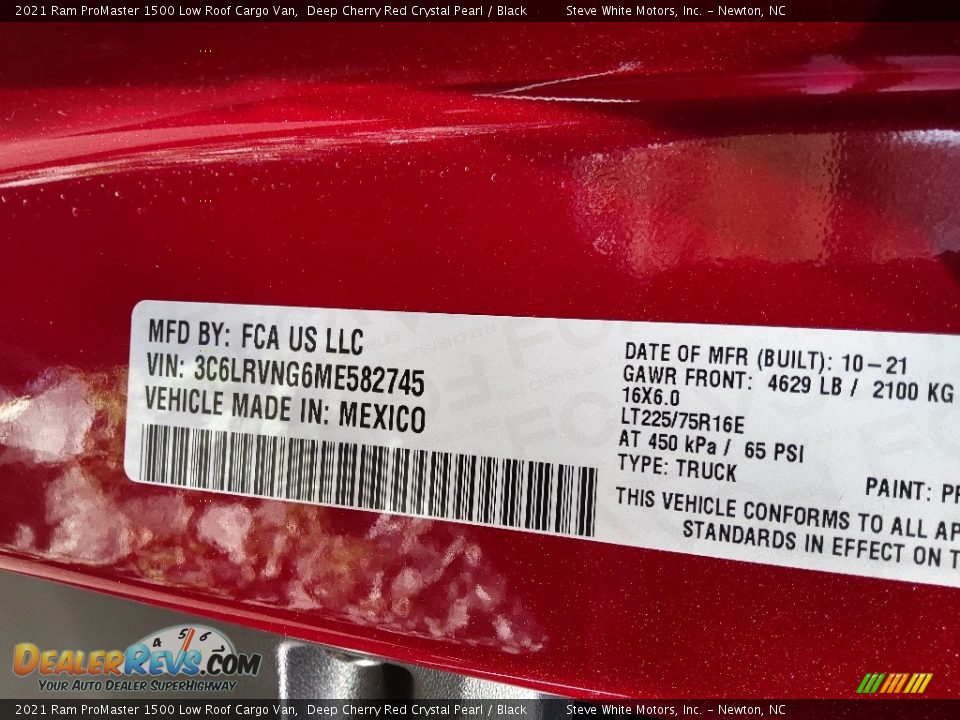 2021 Ram ProMaster 1500 Low Roof Cargo Van, Deep Cherry Red Crystal Pearl / Black Steve White Motors, Inc. - Newton, NC
MFD BY: FCA US LLC
VIN: 3C6LRVNG6ME582745
VEHICLE MADE IN: MEXICO
DATE OF MFR (BUILT): 10-21
GAWR FRONT: 4629 LB / 2100 KG
16X6.0
LT225/75R16E
AT 450 kPa / 65 PSI
TYPE: TRUCK
PAINT:
THIS VEHICLE CONFORMS TO ALL
STANDARDS IN EFFECT ON
4 5 6
DEALERREVS.COM
YOUR AUTO DEALER SUPERHIGHWAY
2021 Ram ProMaster 1500 Low Roof Cargo Van, Deep Cherry Red Crystal Pearl / Black Steve White Motors, Inc. - Newton, NC